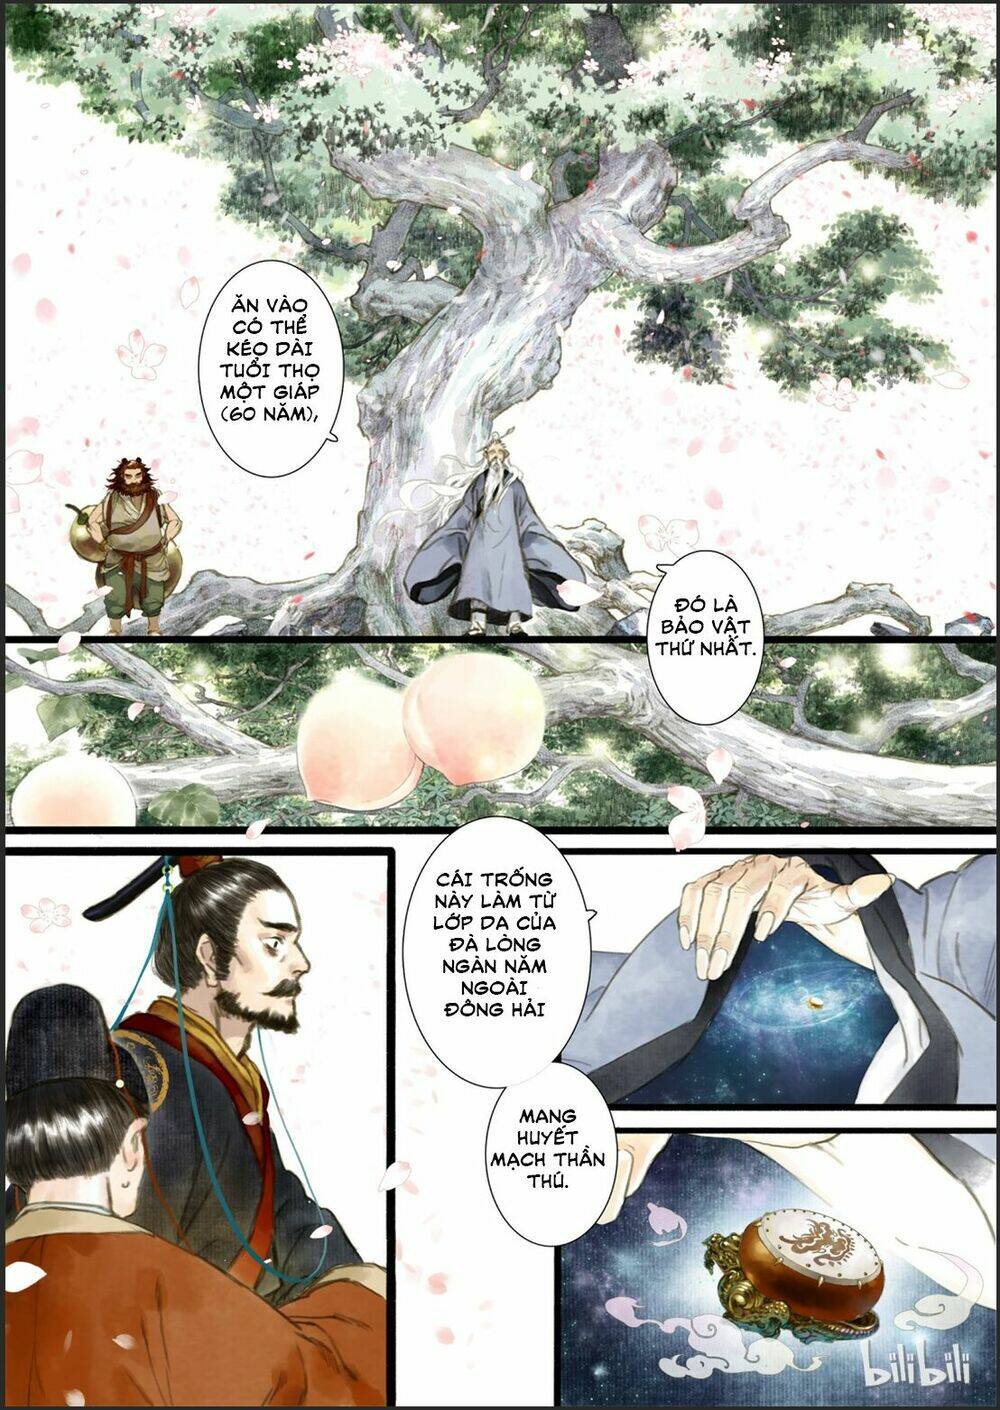 ĂN VÀO
CÓ THỂ
KÉO DÀI
TUỔI THỌ
MỘT GIÁP
(60 NĂM),
ĐÓ LÀ
BẢO VẬT
THỨ NHẤT.
CÁI TRỐNG
NÀY LÀM TỪ
LỚP DA CỦA
ĐÀ LÒNG
NGÀN NĂM
NGOÀI
ĐÔNG HẢI
MANG
HUYẾT
MẠCH THẦN
THÚ.
bilibili